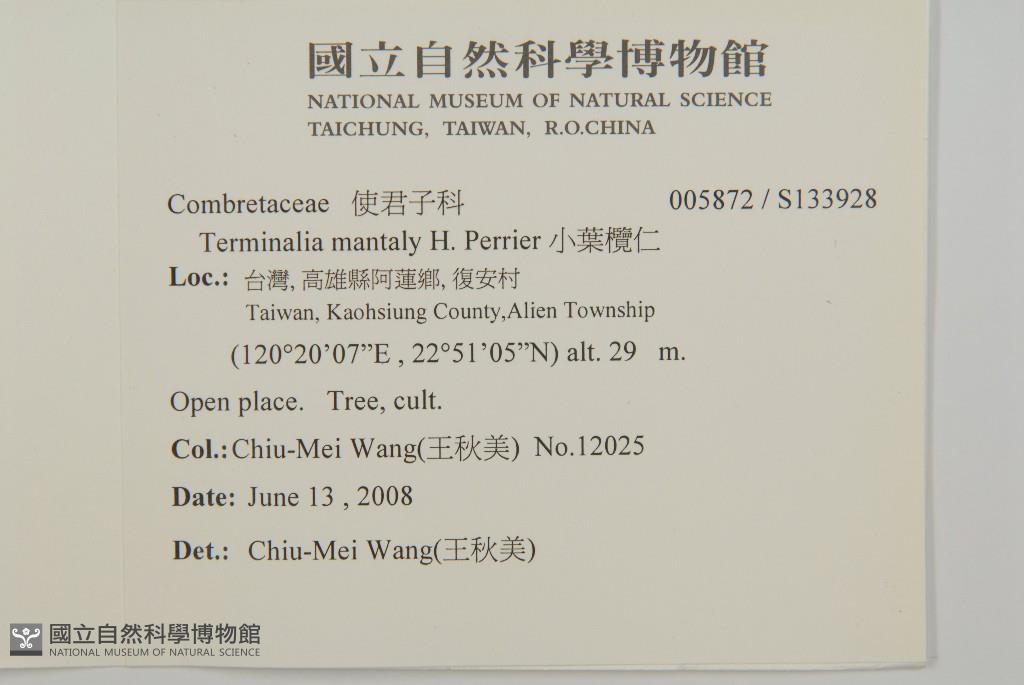 國立自然科學博物館
NATIONAL MUSEUM OF NATURAL SCIENCE
TAICHUNG, TAIWAN, R.O.CHINA
Combretaceae 使君子科 005872 / S133928
Terminalia mantaly H. Perrier 小葉欖仁
Loc.: 台灣, 高雄縣阿蓮鄉, 復安村
Taiwan, Kaohsiung County,Alien Township
(120°20’07”E , 22°51’05”N) alt. 29 m.
Open place. Tree, cult.
Col.:Chiu-Mei Wang(王秋美) No.12025
Date: June 13 , 2008
Det.: Chiu-Mei Wang(王秋美)
國立自然科學博物館
NATIONAL MUSEUM OF NATURAL SCIENCE